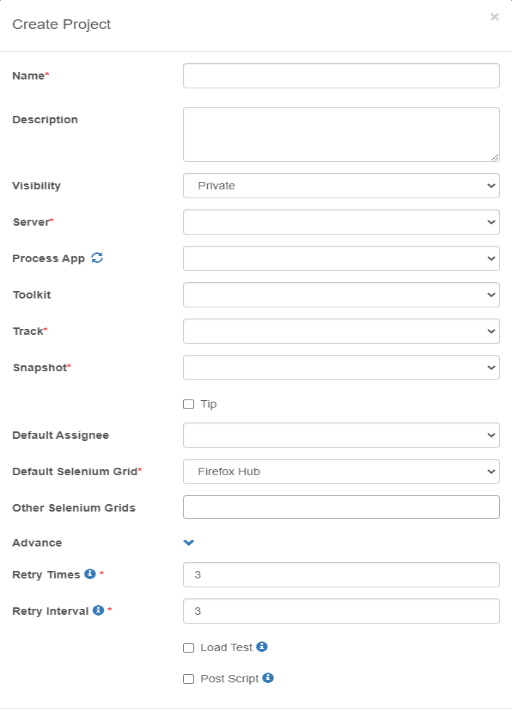 Create Project
×
Name*
Description
Visibility Private
Server*
Process App
Toolkit
Track*
Snapshot*
Tip
Default Assignee
Default Selenium Grid* Firefox Hub
Other Selenium Grids
Advance
Retry Times * 3
Retry Interval * 3
Load Test
Post Script